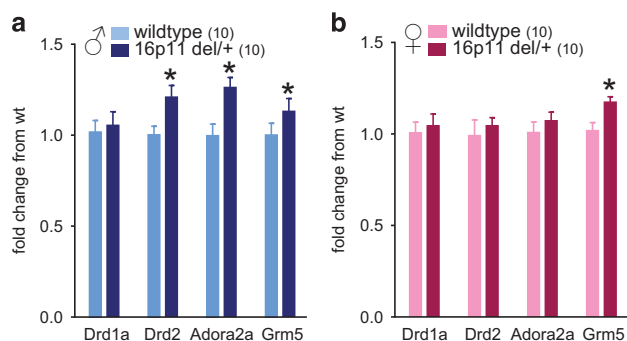 a
♂ wildtype (10)
16p11 del/+ (10)
fold change from wt
1.5
1.0
0.5
0.0
* * *
Drd1a Drd2 Adora2a Grm5
b
♀ wildtype (10)
16p11 del/+ (10)
fold change from wt
1.5
1.0
0.5
0.0
*
Drd1a Drd2 Adora2a Grm5